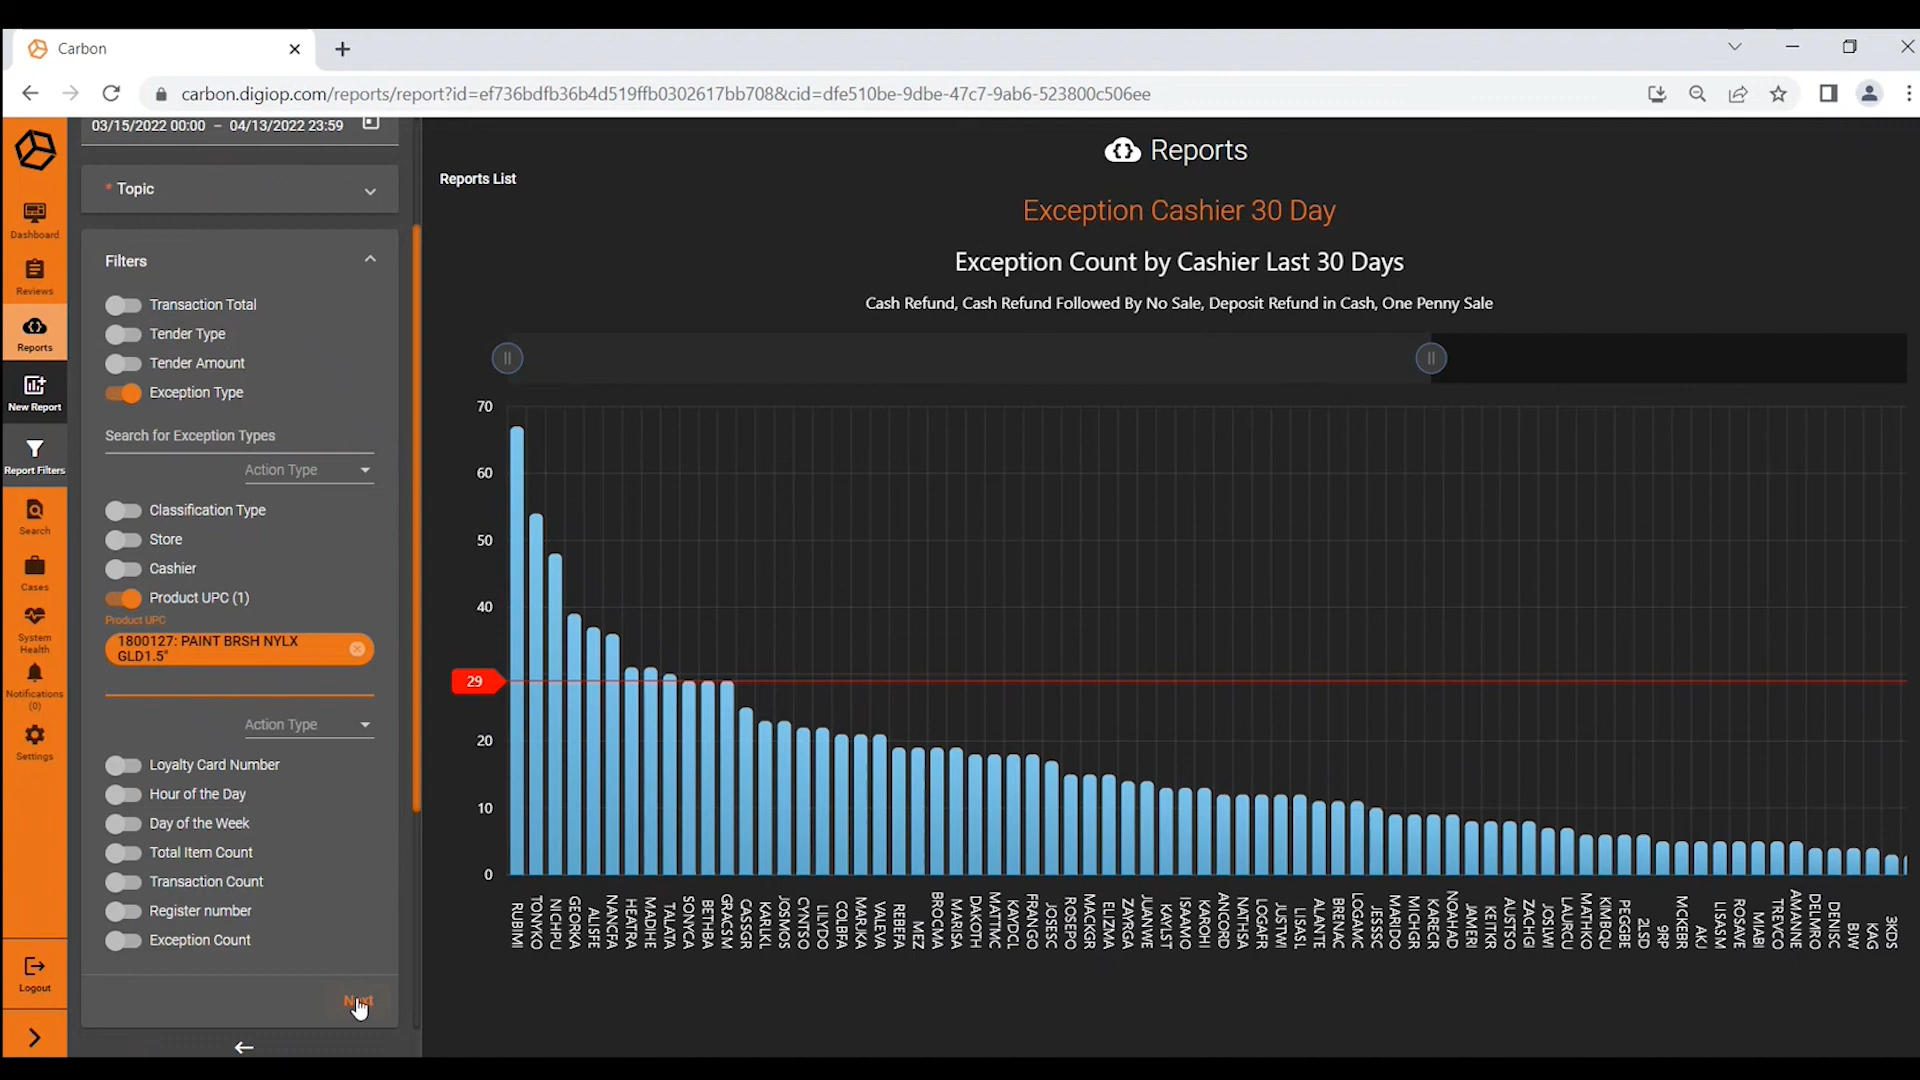 Carbon
carbon.digiop.com/reports/report?id=ef736bdfb36b4d519ffb0302617bb708&cid=dfe510be-9dbe-47c7-9ab6-523800c506ee
Dashboard
Reviews
Reports
New Report
Report Filters
Search
Cases
System
Health
Notifications
(0)
Settings
Logout
03/15/2022 00:00 – 04/13/2022 23:59
* Topic
Filters
Transaction Total
Tender Type
Tender Amount
Exception Type
Search for Exception Types
Action Type
Classification Type
Store
Cashier
Product UPC (1)
Product UPC
1800127: PAINT BRSH NYLX
GLD1.5"
Action Type
Loyalty Card Number
Hour of the Day
Day of the Week
Total Item Count
Transaction Count
Register number
Exception Count
Next
Reports
Reports List
Exception Cashier 30 Day
Exception Count by Cashier Last 30 Days
Cash Refund, Cash Refund Followed By No Sale, Deposit Refund in Cash, One Penny Sale
70
60
50
40
29
20
10
0
RUBIMI
TONYKO
NICHPU
GEORKA
ALISFE
NANCFA
HEATRA
MADIHE
TALATA
SONYCA
BETHBA
GRACSM
CASSGR
KARLKL
JOSMOS
CYNTSO
LILYDO
COLBFA
MARJKA
VALEVA
REBEFA
MEZ
BROCMA
MARISA
DAKOTH
MATTMC
KAYDCL
FRANGO
JOSESC
ROSEPO
MACKGR
ELIZMA
ZAYRGA
JUANWE
KAYLST
ISAAMO
KAROHI
ANCORD
NATHSA
LOGAFR
JUSTWI
LISASL
ALANTE
BRENAC
LOGAMC
JESSSC
MARIDO
MICHGR
KARECR
NOAHAD
JAMERI
KEITKR
AUSTSO
ZACHGI
JOSLWI
LAURCU
MATHKO
KIMBQU
PEGGBE
2LSD
9RP
MCKEBR
AKJ
LISASM
ROSAVE
MIABI
TREVCO
AMANNE
DELMRO
DENISC
BJW
KAG
3KDS